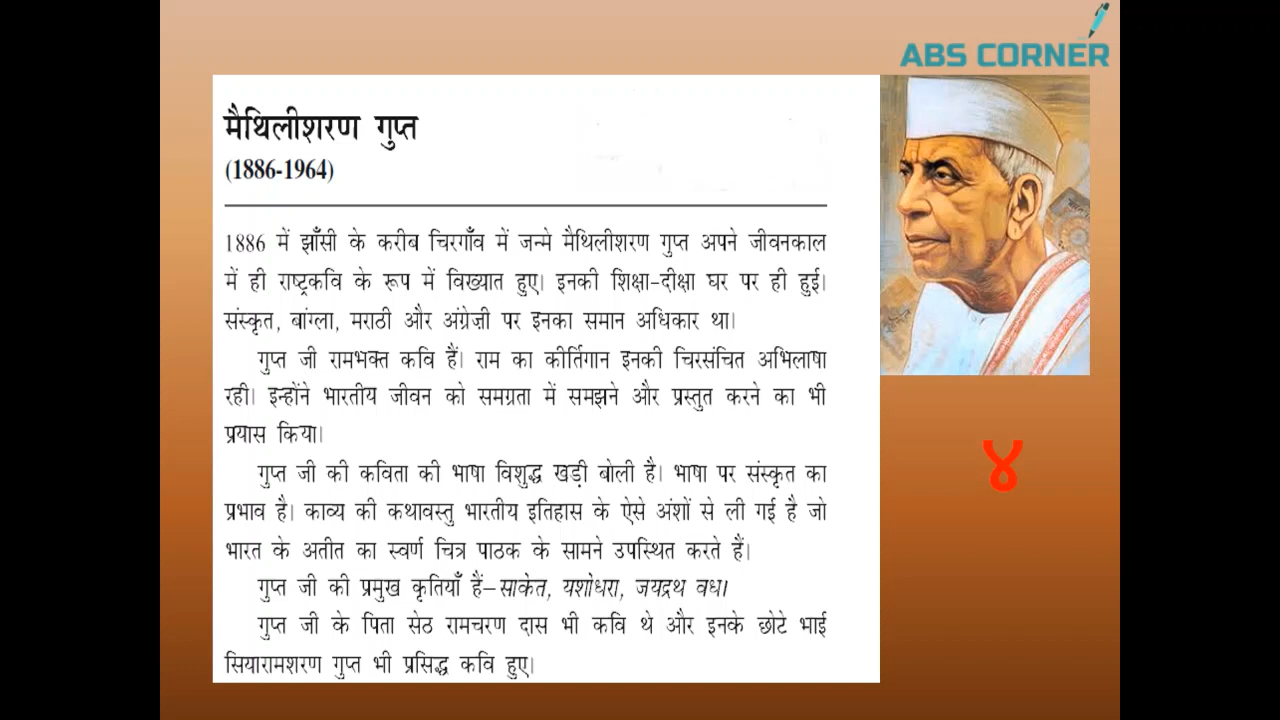 ABS CORNER
मैथिलीशरण गुप्त
(1886-1964)
1886 में झाँसी के करीब चिरगाँव में जन्मे मैथिलीशरण गुप्त अपने जीवनकाल
में ही राष्ट्रकवि के रूप में विख्यात हुए। इनकी शिक्षा-दीक्षा घर पर ही हुई।
संस्कृत, बांग्ला, मराठी और अंग्रेज़ी पर इनका समान अधिकार था।
गुप्त जी रामभक्त कवि हैं। राम का कीर्तिगान इनकी चिरसंचित अभिलाषा
रही। इन्होंने भारतीय जीवन को समग्रता में समझने और प्रस्तुत करने का भी
प्रयास किया।
गुप्त जी की कविता की भाषा विशुद्ध खड़ी बोली है। भाषा पर संस्कृत का
प्रभाव है। काव्य की कथावस्तु भारतीय इतिहास के ऐसे अंशों से ली गई है जो
भारत के अतीत का स्वर्ण चित्र पाठक के सामने उपस्थित करते हैं।
गुप्त जी की प्रमुख कृतियाँ हैं–साकेत, यशोधरा, जयद्रथ वध।
गुप्त जी के पिता सेठ रामचरण दास भी कवि थे और इनके छोटे भाई
सियारामशरण गुप्त भी प्रसिद्ध कवि हुए।
४